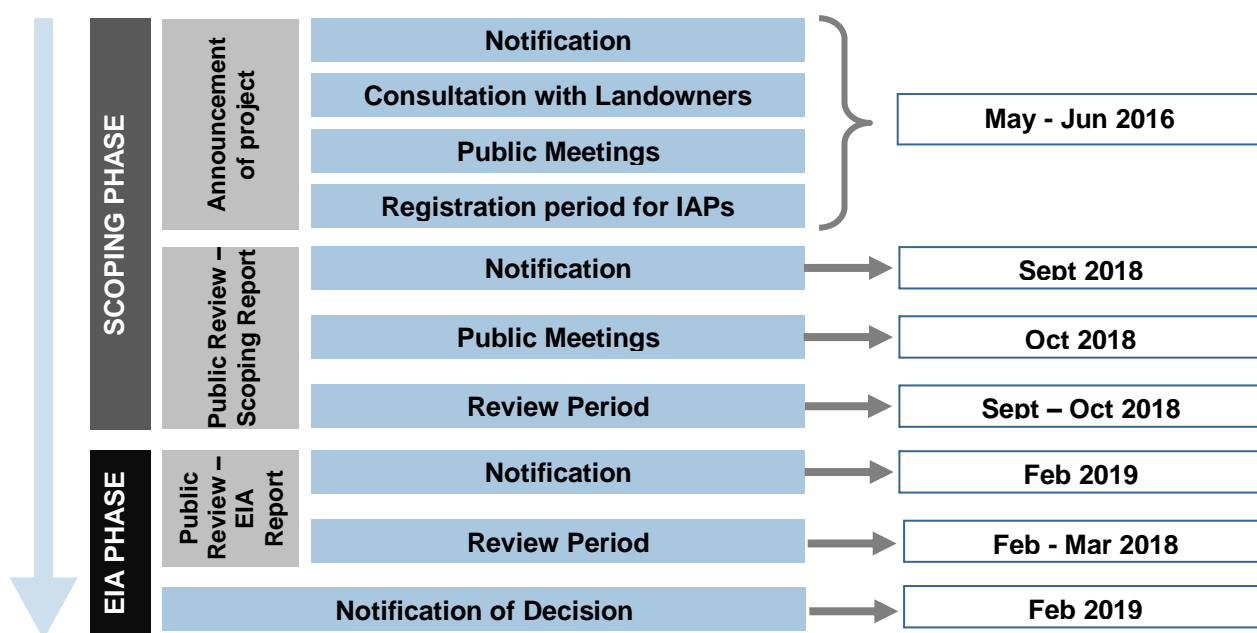 SCOPING PHASE
Announcement
of project
Notification
Consultation with Landowners
Public Meetings
Registration period for IAPs
May - Jun 2016
Public Review –
Scoping Report
Notification
Sept 2018
Public Meetings
Oct 2018
Review Period
Sept – Oct 2018
EIA PHASE
Public
Review –
EIA
Report
Notification
Feb 2019
Review Period
Feb - Mar 2018
Notification of Decision
Feb 2019